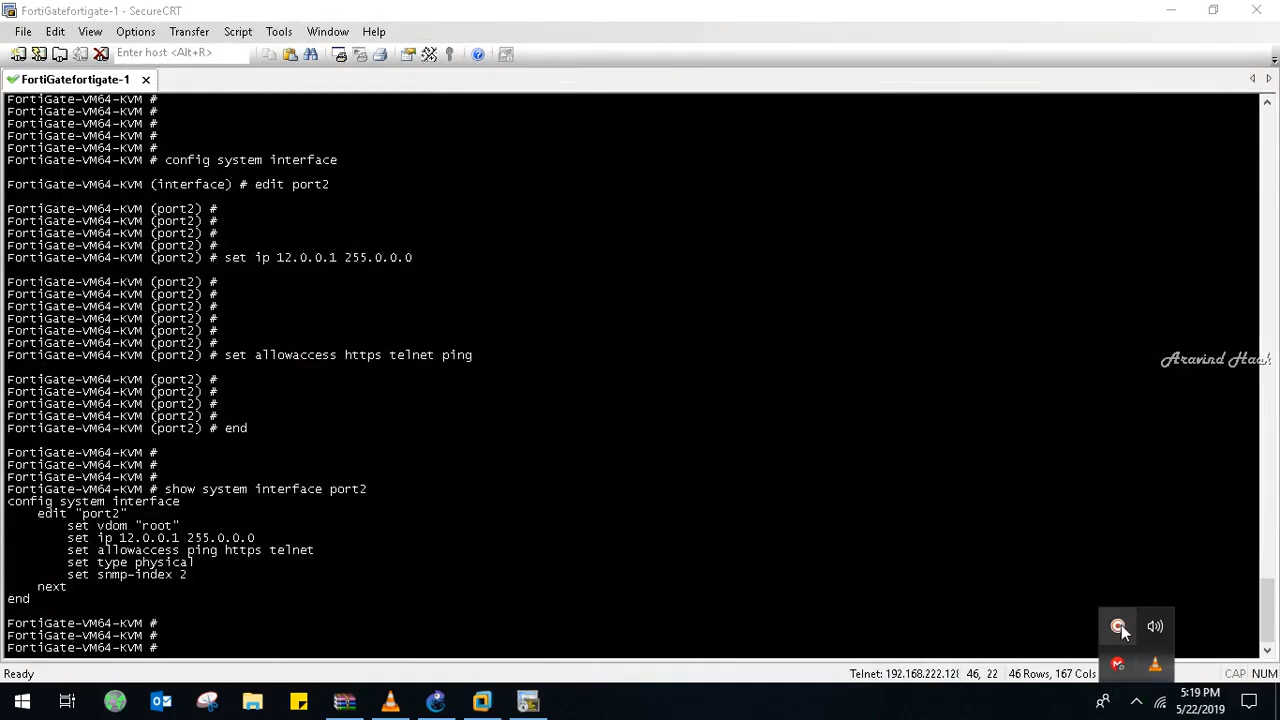 FortiGatefortigate-1 - SecureCRT
File Edit View Options Transfer Script Tools Window Help
Enter host <Alt+R>
FortiGatefortigate-1
FortiGate-VM64-KVM #
FortiGate-VM64-KVM #
FortiGate-VM64-KVM #
FortiGate-VM64-KVM #
FortiGate-VM64-KVM #
FortiGate-VM64-KVM # config system interface
FortiGate-VM64-KVM (interface) # edit port2
FortiGate-VM64-KVM (port2) #
FortiGate-VM64-KVM (port2) #
FortiGate-VM64-KVM (port2) #
FortiGate-VM64-KVM (port2) #
FortiGate-VM64-KVM (port2) # set ip 12.0.0.1 255.0.0.0
FortiGate-VM64-KVM (port2) #
FortiGate-VM64-KVM (port2) #
FortiGate-VM64-KVM (port2) #
FortiGate-VM64-KVM (port2) #
FortiGate-VM64-KVM (port2) #
FortiGate-VM64-KVM (port2) #
FortiGate-VM64-KVM (port2) # set allowaccess https telnet ping
Aravind Haak
FortiGate-VM64-KVM (port2) #
FortiGate-VM64-KVM (port2) #
FortiGate-VM64-KVM (port2) #
FortiGate-VM64-KVM (port2) #
FortiGate-VM64-KVM (port2) # end
FortiGate-VM64-KVM #
FortiGate-VM64-KVM #
FortiGate-VM64-KVM #
FortiGate-VM64-KVM # show system interface port2
config system interface
edit "port2"
set vdom "root"
set ip 12.0.0.1 255.0.0.0
set allowaccess ping https telnet
set type physical
set snmp-index 2
next
end
FortiGate-VM64-KVM #
FortiGate-VM64-KVM #
FortiGate-VM64-KVM #
Ready Telnet: 192.168.222.12 46, 22 46 Rows, 167 Cols CAP NUM
5:19 PM
5/22/2019